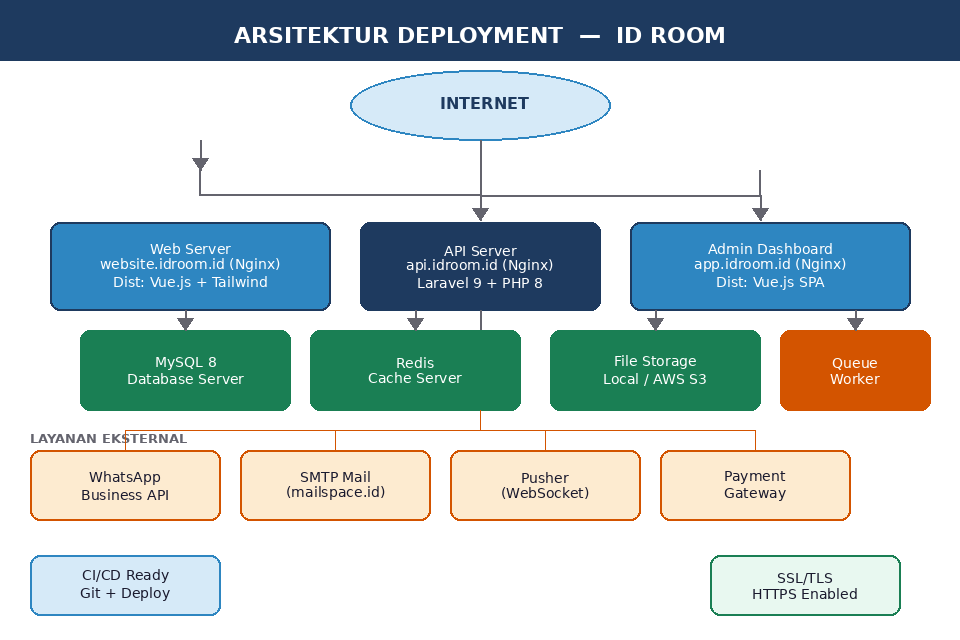 ARSITEKTUR DEPLOYMENT — ID ROOM
INTERNET
Web Server
website.idroom.id (Nginx)
Dist: Vue.js + Tailwind
API Server
api.idroom.id (Nginx)
Laravel 9 + PHP 8
Admin Dashboard
app.idroom.id (Nginx)
Dist: Vue.js SPA
MySQL 8
Database Server
Redis
Cache Server
File Storage
Local / AWS S3
Queue
Worker
LAYANAN EKSTERNAL
WhatsApp
Business API
SMTP Mail
(mailspace.id)
Pusher
(WebSocket)
Payment
Gateway
CI/CD Ready
Git + Deploy
SSL/TLS
HTTPS Enabled